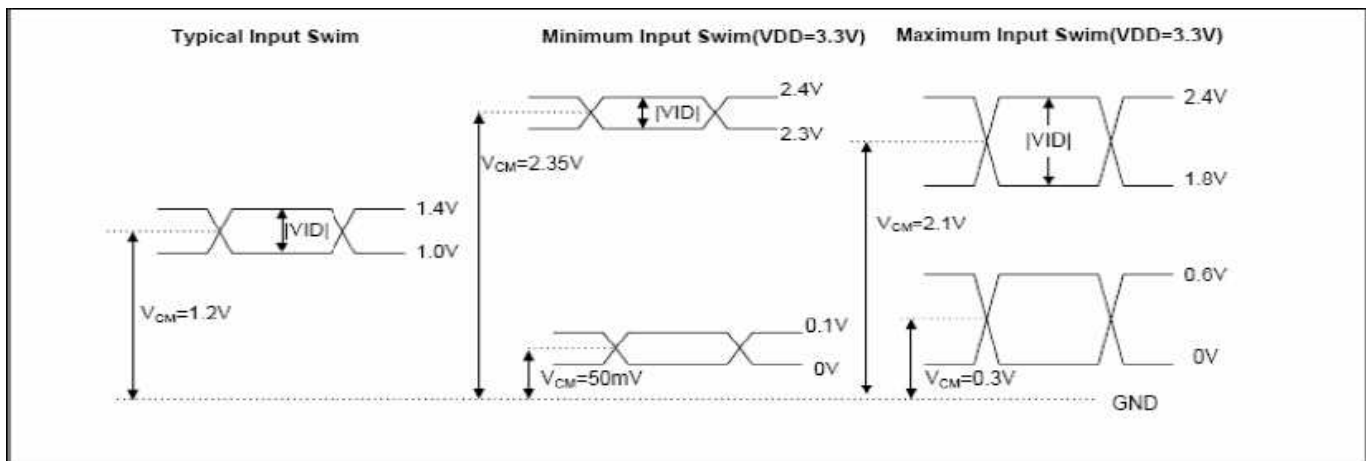 Typical Input Swim
Minimum Input Swim(VDD=3.3V)
Maximum Input Swim(VDD=3.3V)
1.4V
|VID|
1.0V
VCM=1.2V
2.4V
|VID|
2.3V
VCM=2.35V
0.1V
0V
VCM=50mV
2.4V
|VID|
1.8V
VCM=2.1V
0.6V
0V
VCM=0.3V
GND